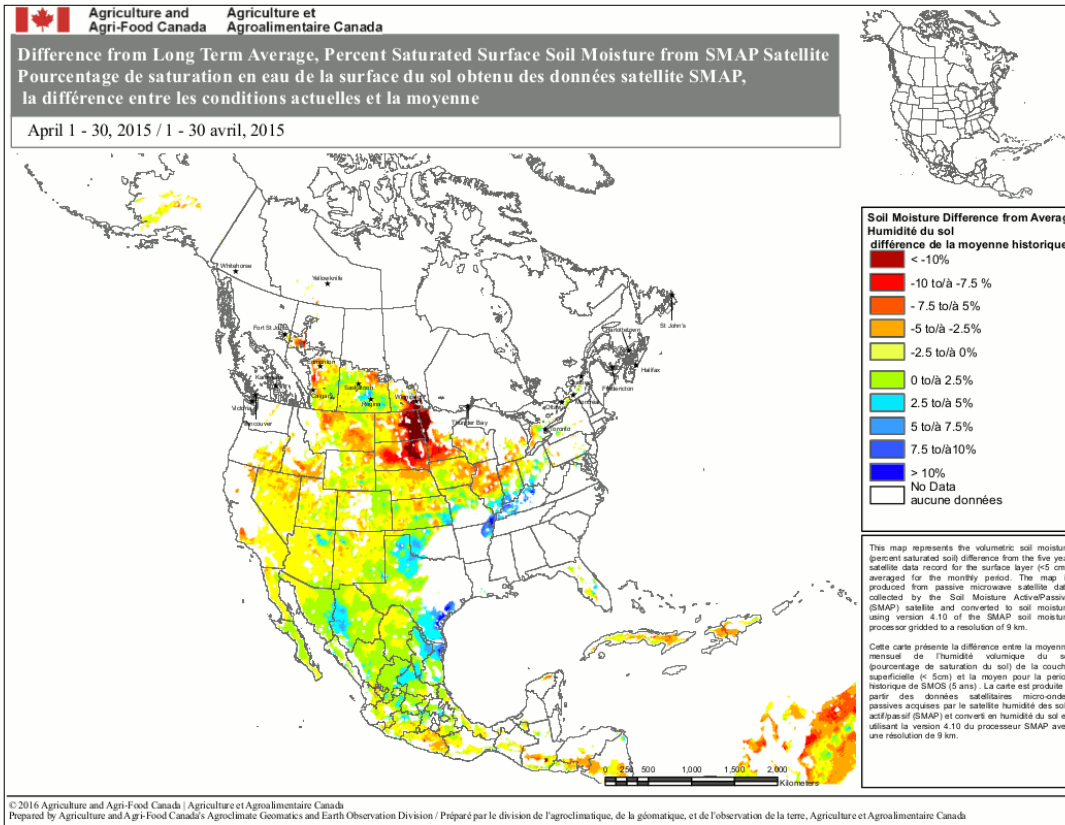 Agriculture and Agriculture et
Agri-Food Canada Agroalimentaire Canada
Difference from Long Term Average, Percent Saturated Surface Soil Moisture from SMAP Satellite
Pourcentage de saturation en eau de la surface du sol obtenu des données satellite SMAP,
la différence entre les conditions actuelles et la moyenne
April 1 - 30, 2015 / 1 - 30 avril, 2015
Whitehorse
Yellowknife
Fort St John
Edmonton
Saskatoon
Calgary
Regina
Winnipeg
Victoria
Vancouver
Thunder Bay
Ottawa
Toronto
Fredericton
Charlottetown
Halifax
St John's
Soil Moisture Difference from Averag
Humidité du sol
différence de la moyenne historique
< -10%
-10 to/à -7.5 %
- 7.5 to/à 5%
-5 to/à -2.5%
-2.5 to/à 0%
0 to/à 2.5%
2.5 to/à 5%
5 to/à 7.5%
7.5 to/à10%
> 10%
No Data
aucune données
This map represents the volumetric soil moistur
(percent saturated soil) difference from the five yea
satellite data record for the surface layer (<5 cm
averaged for the monthly period. The map i
produced from passive microwave satellite dat
collected by the Soil Moisture Active/Passiv
(SMAP) satellite and converted to soil moistur
using version 4.10 of the SMAP soil moistur
processor gridded to a resolution of 9 km.
Cette carte présente la différence entre la moyenn
mensuel de l'humidité volumique du so
(pourcentage de saturation du sol) de la couch
superficielle (< 5cm) et la moyen pour la perio
historique de SMOS (5 ans) . La carte est produite
partir des données satellitaires micro-onde
passives acquises par le satellite humidité des sol
actif/passif (SMAP) et converti en humidité du sol e
utilisant la version 4.10 du processeur SMAP ave
une résolution de 9 km.
0 250 500 1,000 1,500 2,000
Kilometers
© 2016 Agriculture and Agri-Food Canada | Agriculture et Agroalimentaire Canada
Prepared by Agriculture and Agri-Food Canada's Agroclimate Geomatics and Earth Observation Division / Préparé par le division de l'agroclimatique, de la géomatique, et de l'observation de la terre, Agriculture et Agroalimentaire Canada